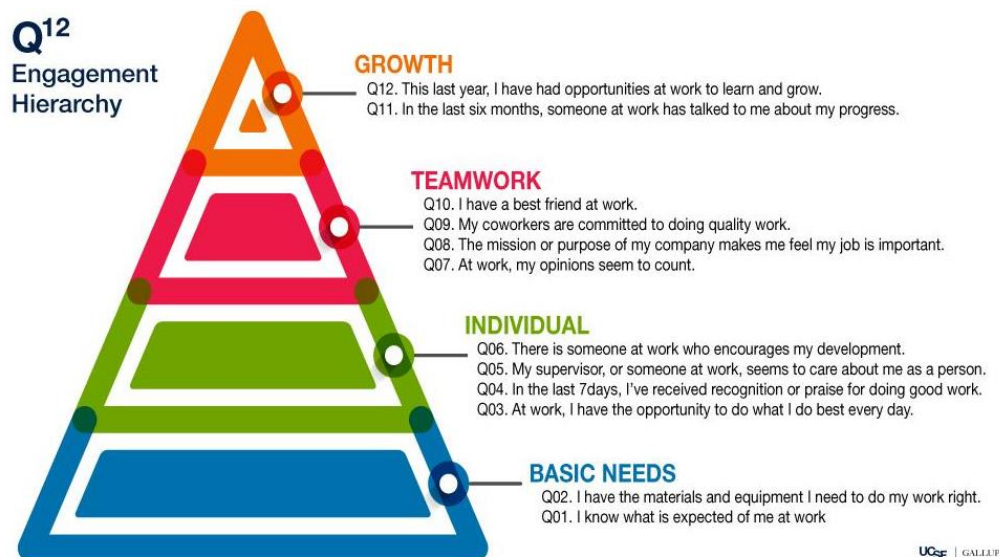 Q12
Engagement
Hierarchy
GROWTH
Q12. This last year, I have had opportunities at work to learn and grow.
Q11. In the last six months, someone at work has talked to me about my progress.
TEAMWORK
Q10. I have a best friend at work.
Q09. My coworkers are committed to doing quality work.
Q08. The mission or purpose of my company makes me feel my job is important.
Q07. At work, my opinions seem to count.
INDIVIDUAL
Q06. There is someone at work who encourages my development.
Q05. My supervisor, or someone at work, seems to care about me as a person.
Q04. In the last 7days, I've received recognition or praise for doing good work.
Q03. At work, I have the opportunity to do what I do best every day.
BASIC NEEDS
Q02. I have the materials and equipment I need to do my work right.
Q01. I know what is expected of me at work
UCSF | GALLUP